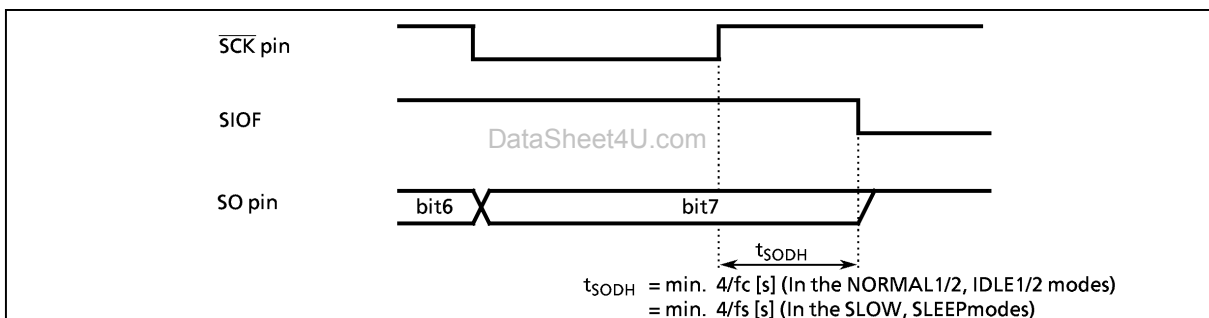 SCK pin
SIOF
DataSheet4U.com
SO pin
bit6
bit7
tSODH
tSODH = min. 4/fc [s] (In the NORMAL1/2, IDLE1/2 modes)
= min. 4/fs [s] (In the SLOW, SLEEPmodes)